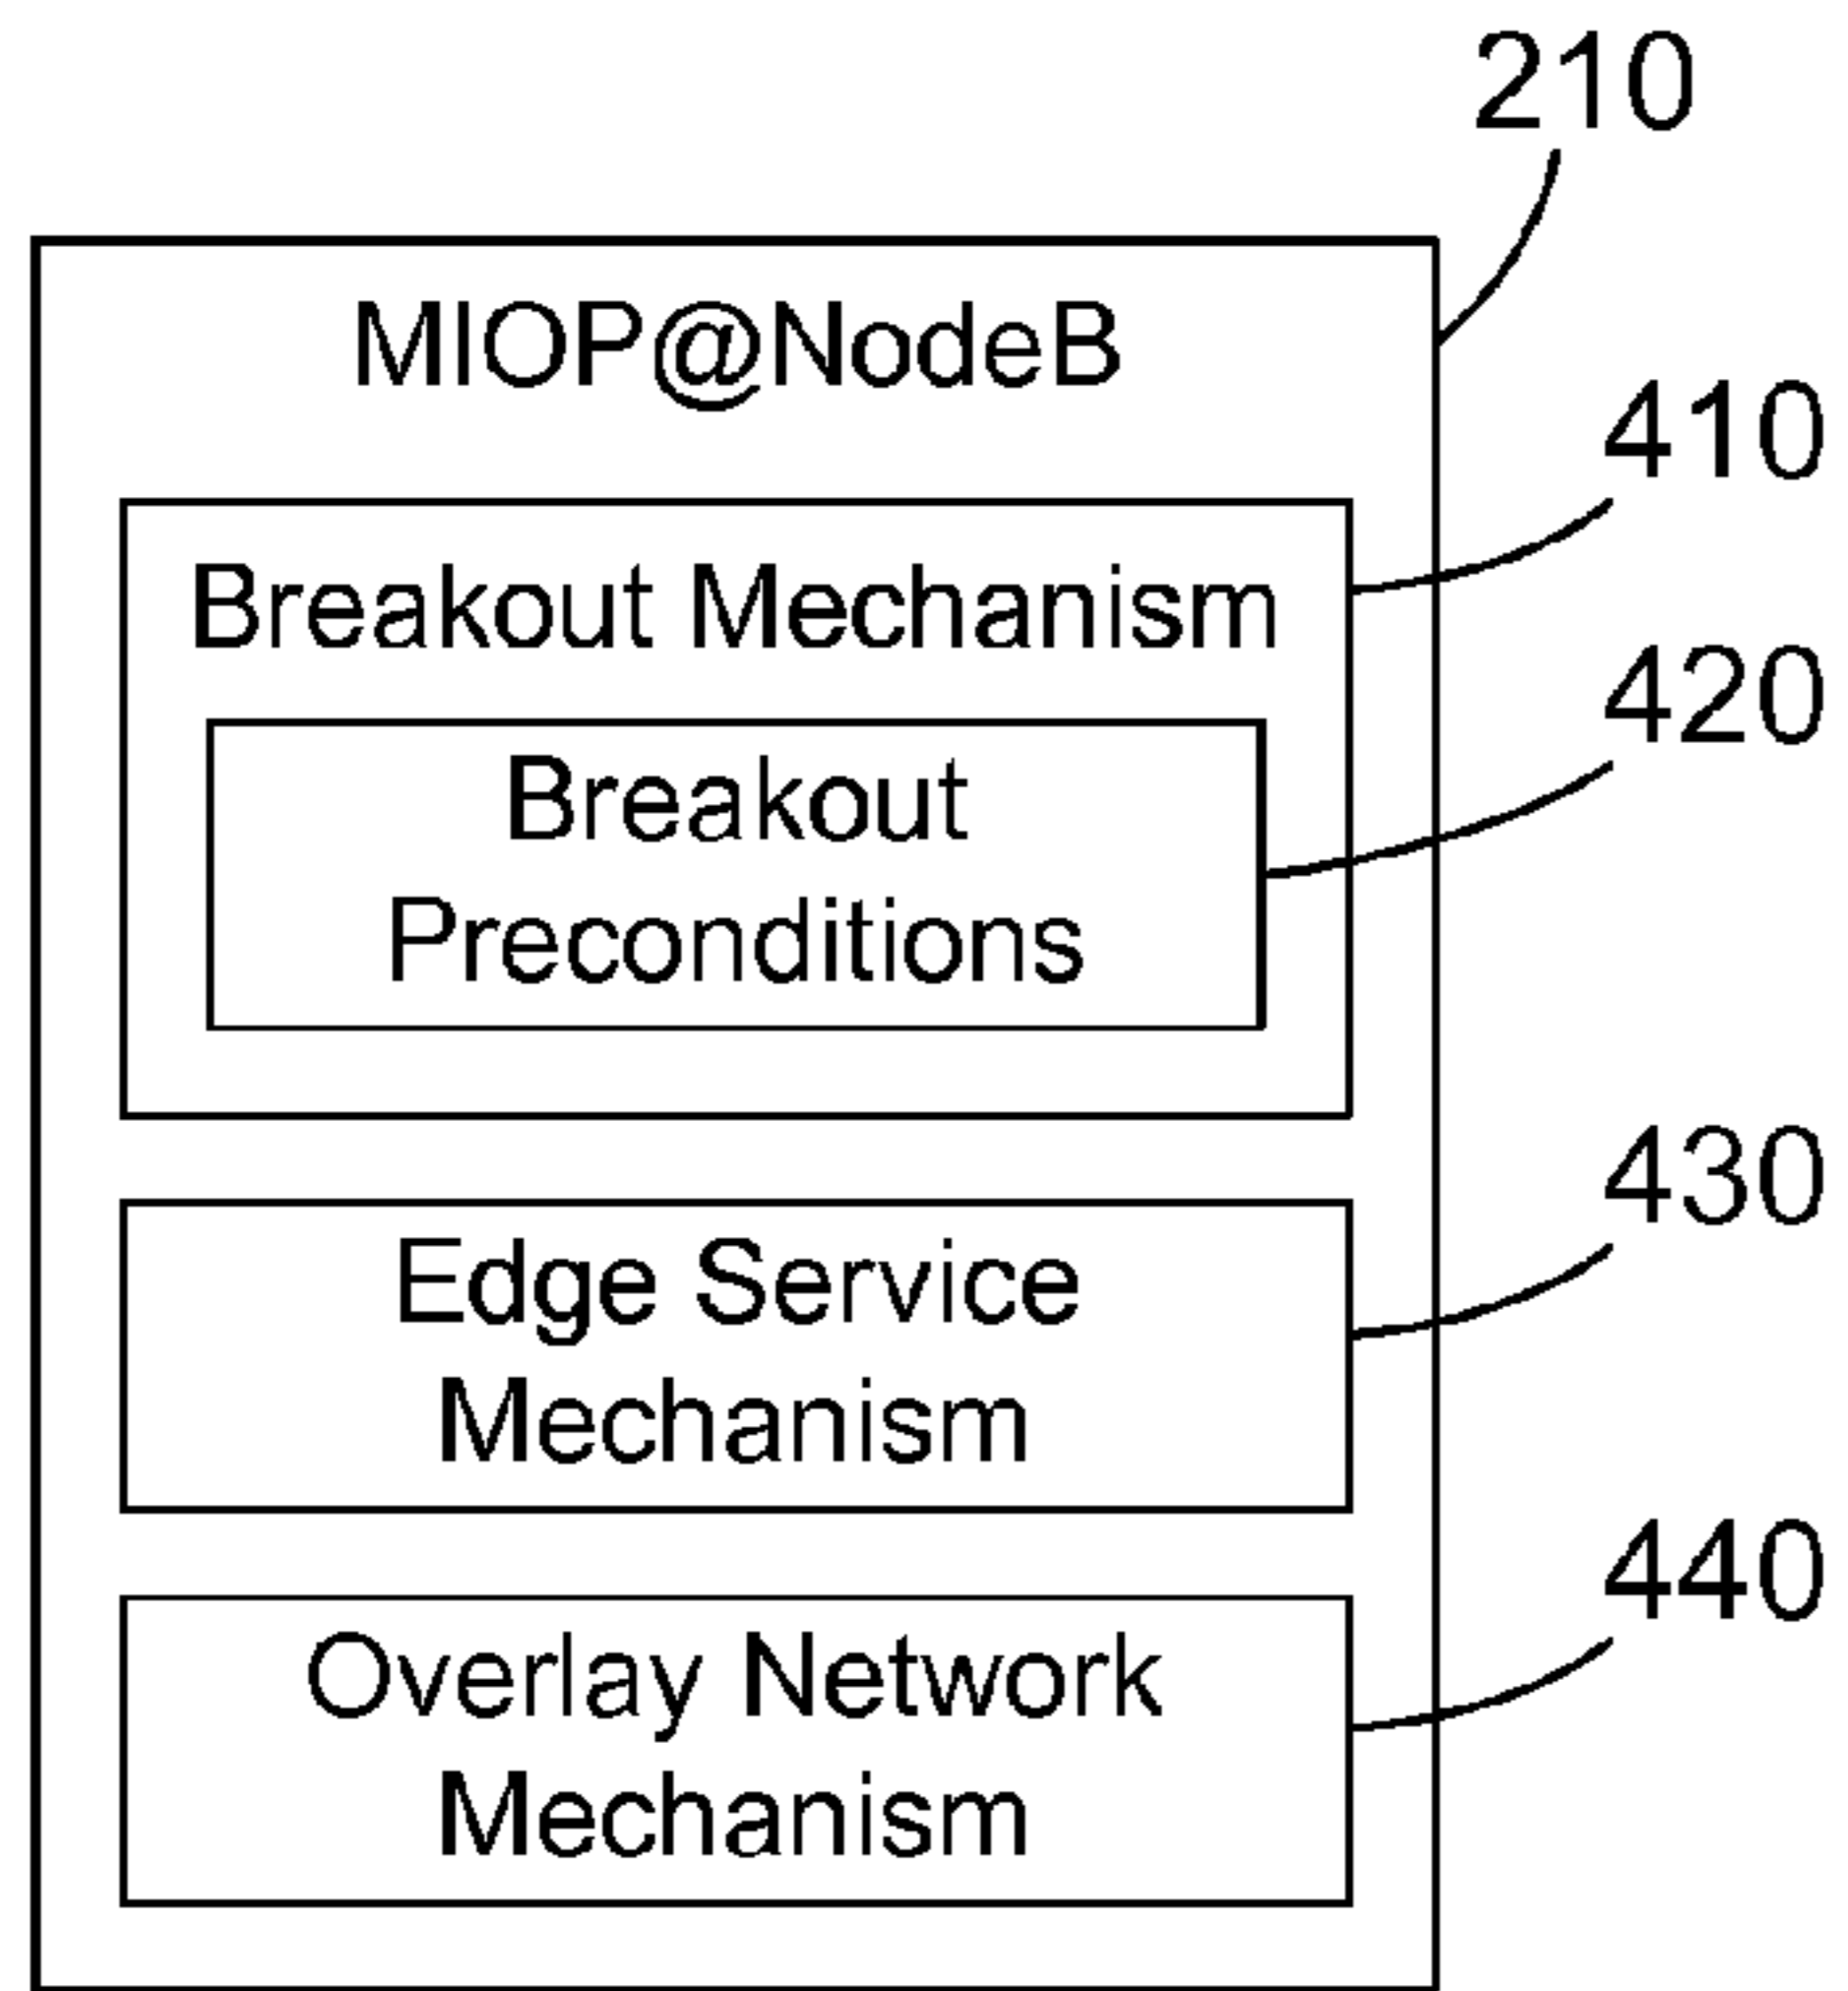 210
MIOP@NodeB
410
Breakout Mechanism
420
Breakout
Preconditions
430
Edge Service
Mechanism
440
Overlay Network
Mechanism